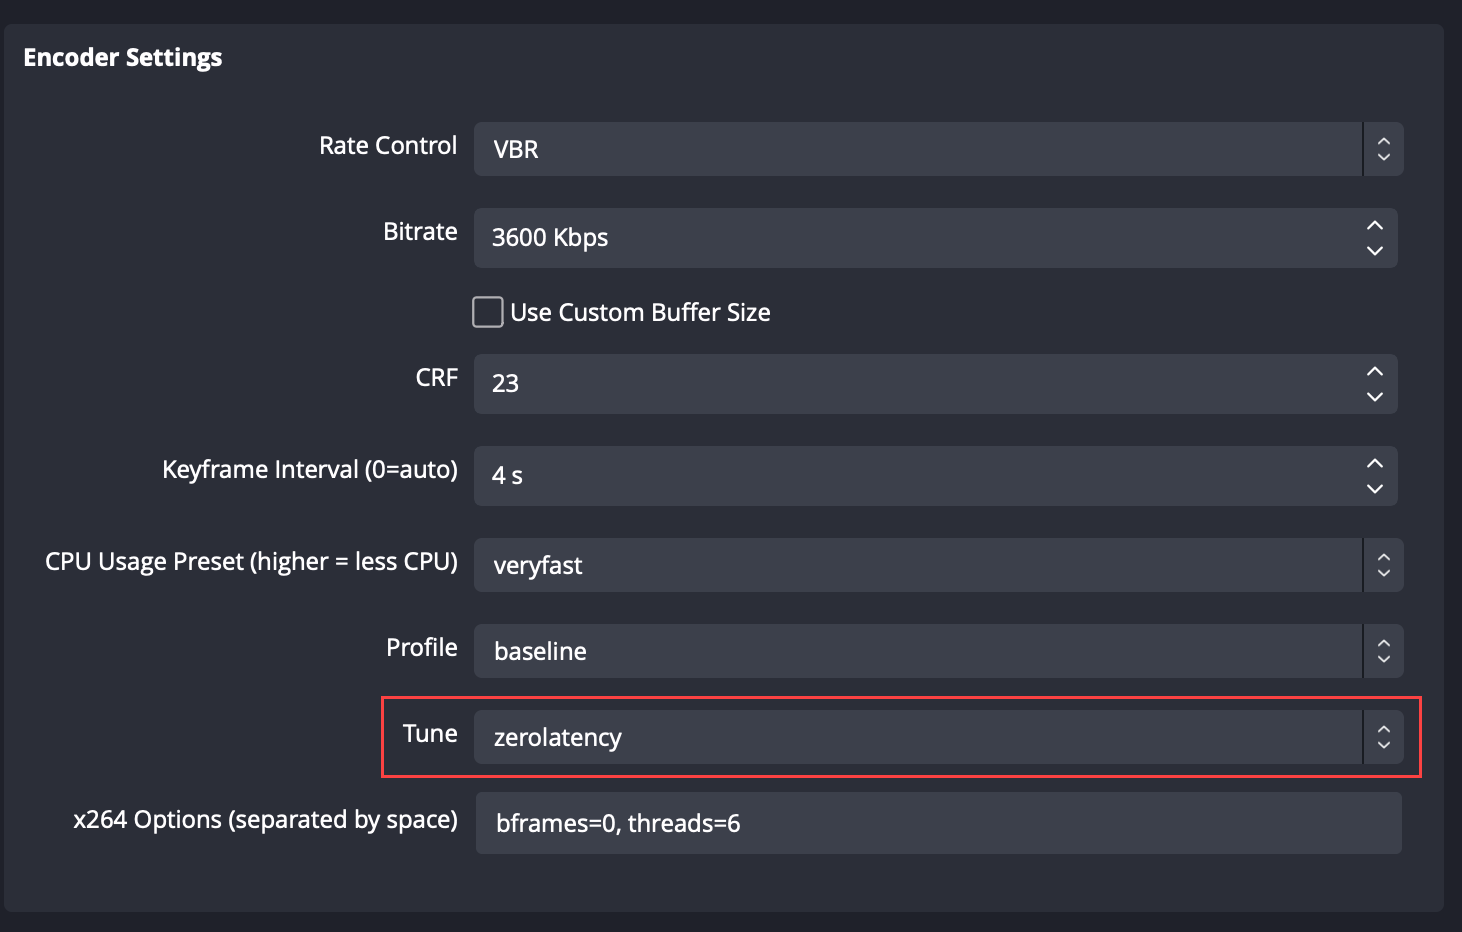 Encoder Settings
Rate Control VBR
Bitrate 3600 Kbps
Use Custom Buffer Size
CRF 23
Keyframe Interval (0=auto) 4 s
CPU Usage Preset (higher = less CPU) veryfast
Profile baseline
Tune zerolatency
x264 Options (separated by space) bframes=0, threads=6